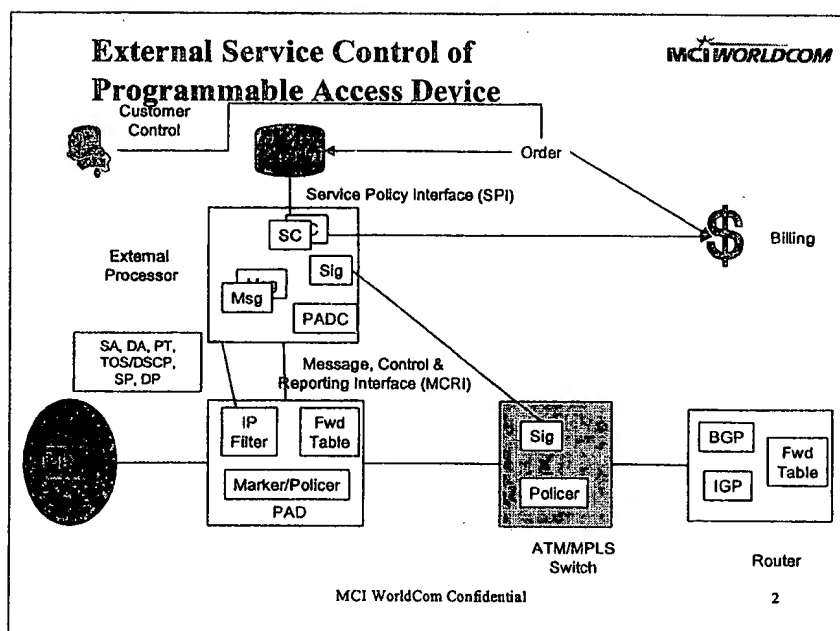 External Service Control of
Programmable Access Device
MCI WORLDCOM
Customer
Control
Order
Service Policy Interface (SPI)
SC
C
External
Processor
Sig
Msg
PADC
Billing
SA, DA, PT,
TOS/DSCP,
SP, DP
Message, Control &
Reporting Interface (MCRI)
IP
Filter
Fwd
Table
Marker/Policer
PAD
Sig
Policer
ATM/MPLS
Switch
BGP
IGP
Fwd
Table
Router
MCI WorldCom Confidential
2